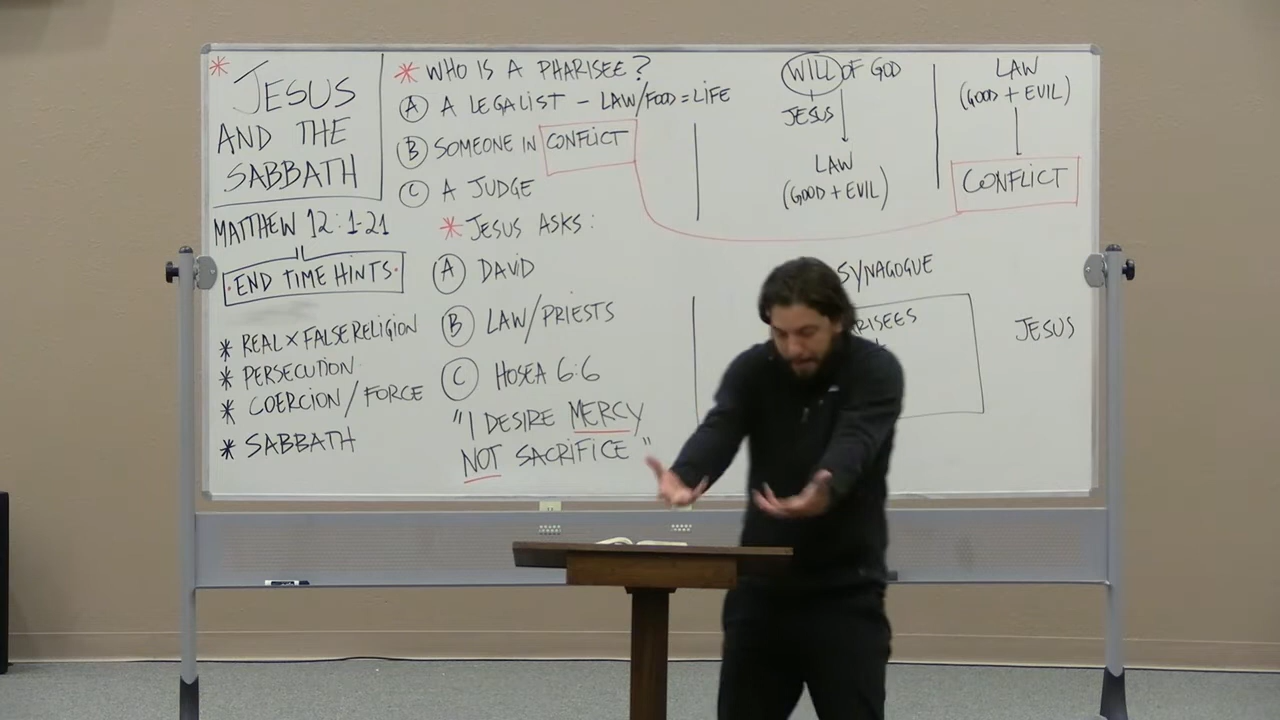 * JESUS
AND THE
SABBATH
MATTHEW 12:1-21
END TIME HINTS
* REAL X FALSE RELIGION
* PERSECUTION
* COERCION/FORCE
* SABBATH
* WHO IS A PHARISEE?
A A LEGALIST - LAW/FOOD = LIFE
B SOMEONE IN CONFLICT
C A JUDGE
* JESUS ASKS:
A DAVID
B LAW/PRIESTS
C HOSEA 6:6
"I DESIRE MERCY
NOT SACRIFICE"
WILL OF GOD
JESUS
LAW
(GOOD + EVIL)
LAW
(GOOD + EVIL)
CONFLICT
SYNAGOGUE
JESUS